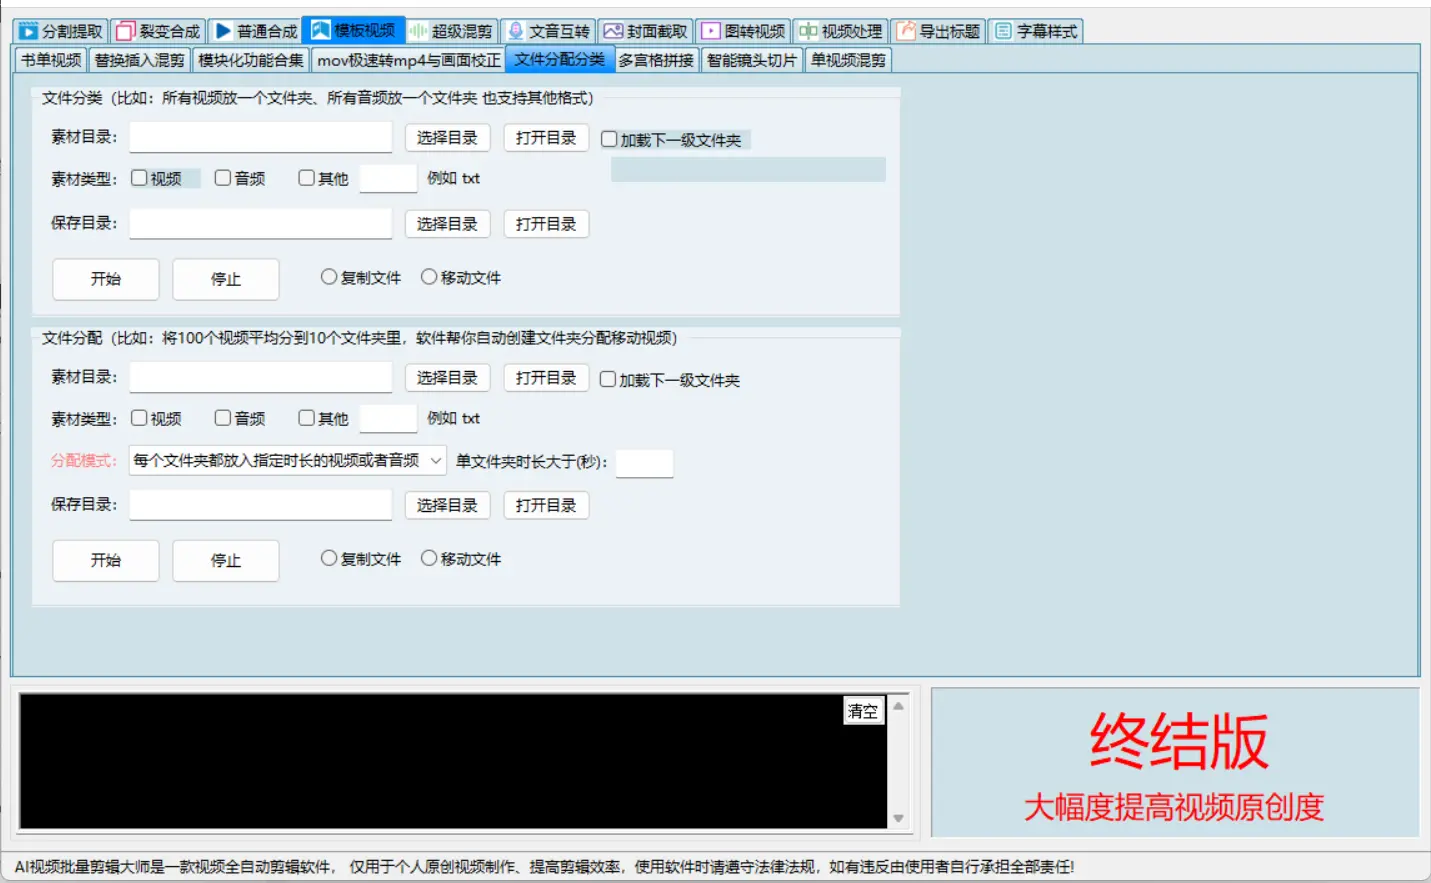 分割提取 裂变合成 普通合成 模板视频 超级混剪 文音互转 封面截取 图转视频 视频处理 导出标题 字幕样式
书单视频 替换插入混剪 模块化功能合集 mov极速转mp4与画面校正 文件分配分类 多宫格拼接 智能镜头切片 单视频混剪
文件分类（比如：所有视频放一个文件夹、所有音频放一个文件夹 也支持其他格式）
素材目录： 选择目录 打开目录 加载下一级文件夹
素材类型： 视频 音频 其他 例如 txt
保存目录： 选择目录 打开目录
开始 停止 复制文件 移动文件
文件分配（比如：将100个视频平均分到10个文件夹里，软件帮你自动创建文件夹分配移动视频）
素材目录： 选择目录 打开目录 加载下一级文件夹
素材类型： 视频 音频 其他 例如 txt
分配模式： 每个文件夹都放入指定时长的视频或者音频 单文件夹时长大于(秒)：
保存目录： 选择目录 打开目录
开始 停止 复制文件 移动文件
清空
终结版
大幅度提高视频原创度
AI视频批量剪辑大师是一款视频全自动剪辑软件， 仅用于个人原创视频制作、提高剪辑效率，使用软件时请遵守法律法规，如有违反由使用者自行承担全部责任!